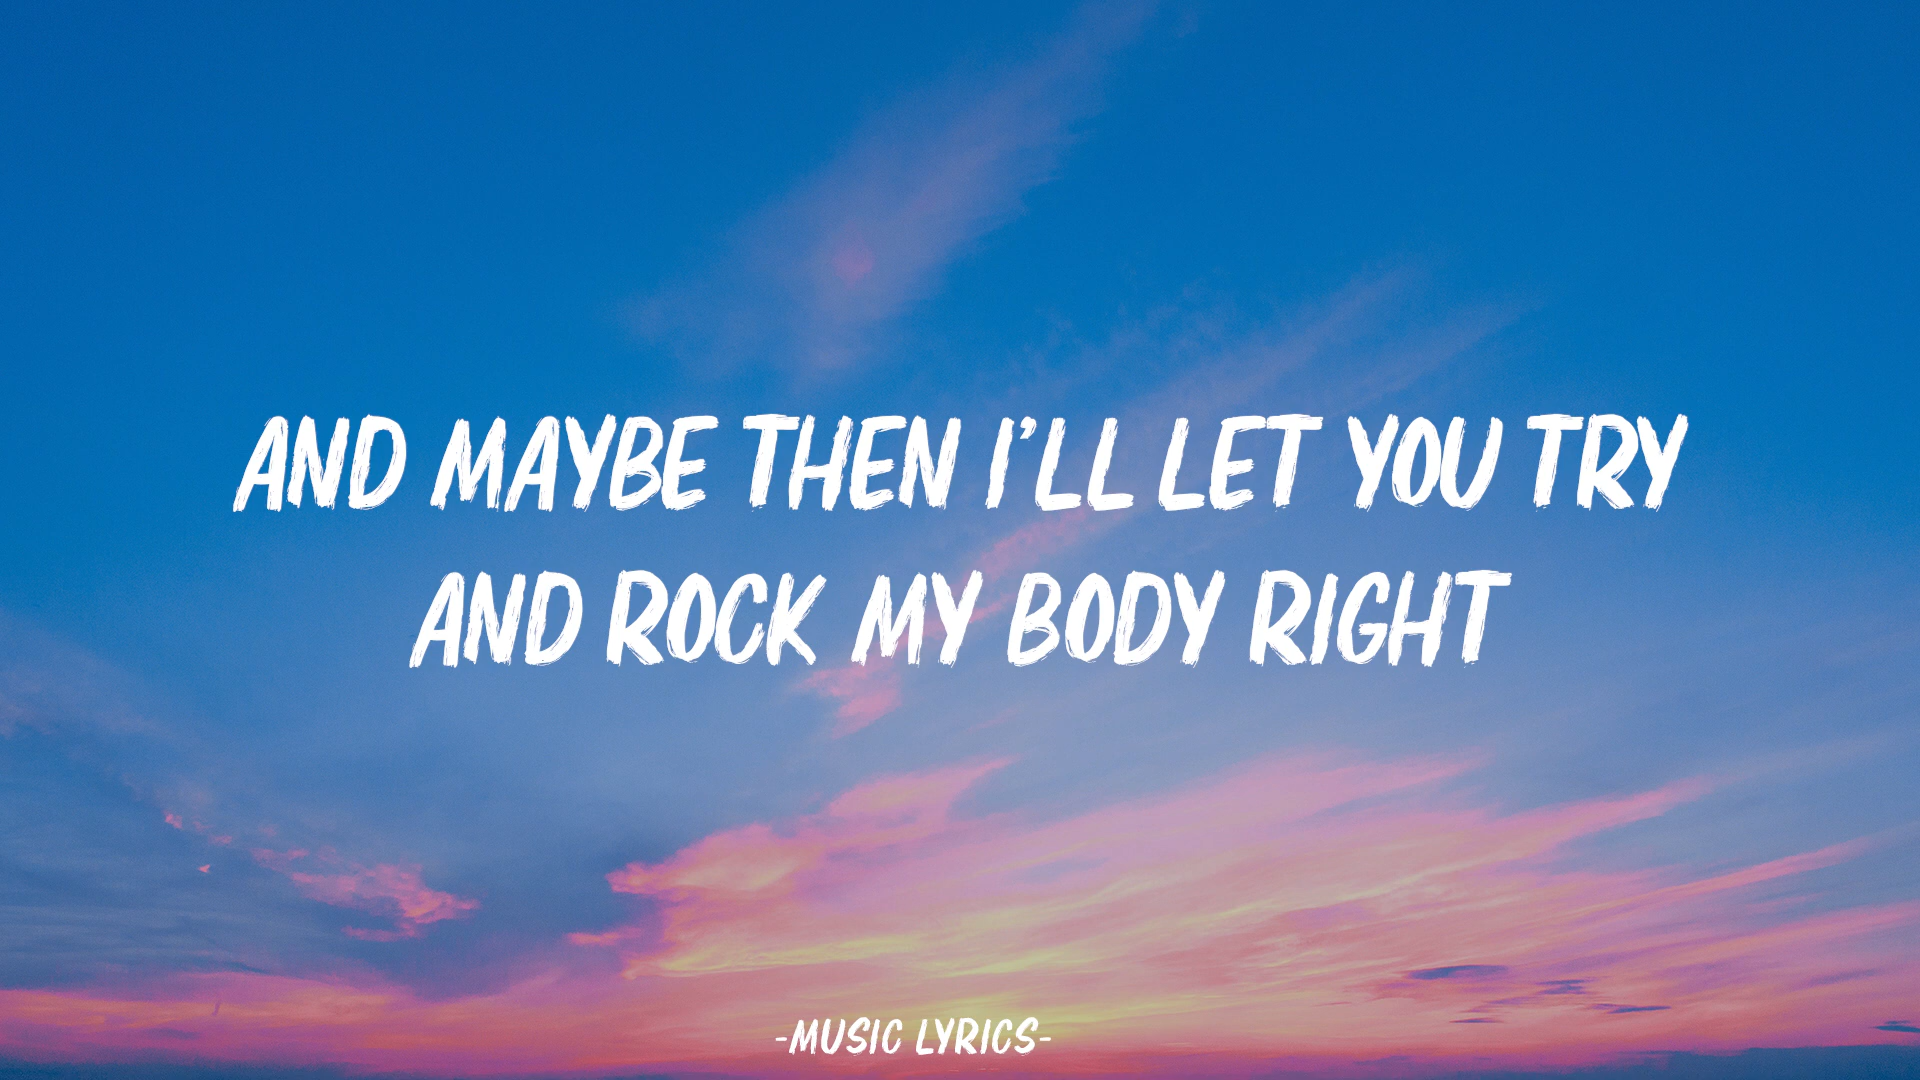 AND MAYBE THEN I'LL LET YOU TRY
AND ROCK MY BODY RIGHT
-MUSIC LYRICS-